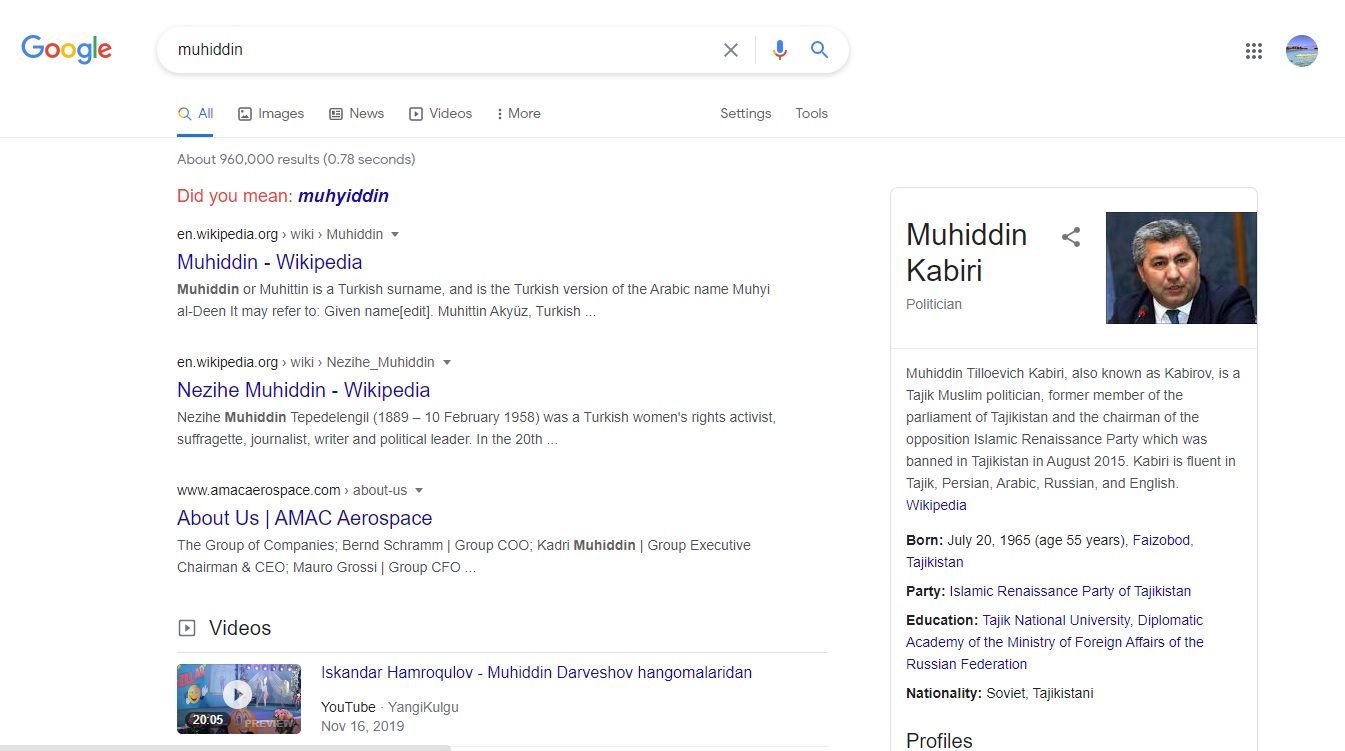 Google
muhiddin
All Images News Videos More Settings Tools
About 960,000 results (0.78 seconds)
Did you mean: muhyiddin
en.wikipedia.org › wiki › Muhiddin
Muhiddin - Wikipedia
Muhiddin or Muhittin is a Turkish surname, and is the Turkish version of the Arabic name Muhyi
al-Deen It may refer to: Given name[edit]. Muhittin Akyüz, Turkish ...
en.wikipedia.org › wiki › Nezihe_Muhiddin
Nezihe Muhiddin - Wikipedia
Nezihe Muhiddin Tepedelengil (1889 – 10 February 1958) was a Turkish women's rights activist,
suffragette, journalist, writer and political leader. In the 20th ...
www.amacaerospace.com › about-us
About Us | AMAC Aerospace
The Group of Companies; Bernd Schramm | Group COO; Kadri Muhiddin | Group Executive
Chairman & CEO; Mauro Grossi | Group CFO ...
Videos
Iskandar Hamroqulov - Muhiddin Darveshov hangomalaridan
YouTube · YangiKulgu
Nov 16, 2019
20:05
PREVIEW
Muhiddin
Kabiri
Politician
Muhiddin Tilloevich Kabiri, also known as Kabirov, is a
Tajik Muslim politician, former member of the
parliament of Tajikistan and the chairman of the
opposition Islamic Renaissance Party which was
banned in Tajikistan in August 2015. Kabiri is fluent in
Tajik, Persian, Arabic, Russian, and English.
Wikipedia
Born: July 20, 1965 (age 55 years), Faizobod,
Tajikistan
Party: Islamic Renaissance Party of Tajikistan
Education: Tajik National University, Diplomatic
Academy of the Ministry of Foreign Affairs of the
Russian Federation
Nationality: Soviet, Tajikistani
Profiles